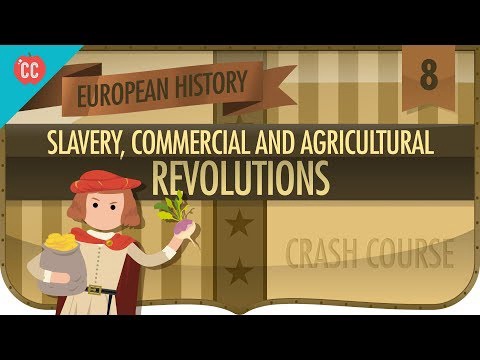 CC
EUROPEAN HISTORY
8
SLAVERY, COMMERCIAL AND AGRICULTURAL
REVOLUTIONS
CRASH COURSE